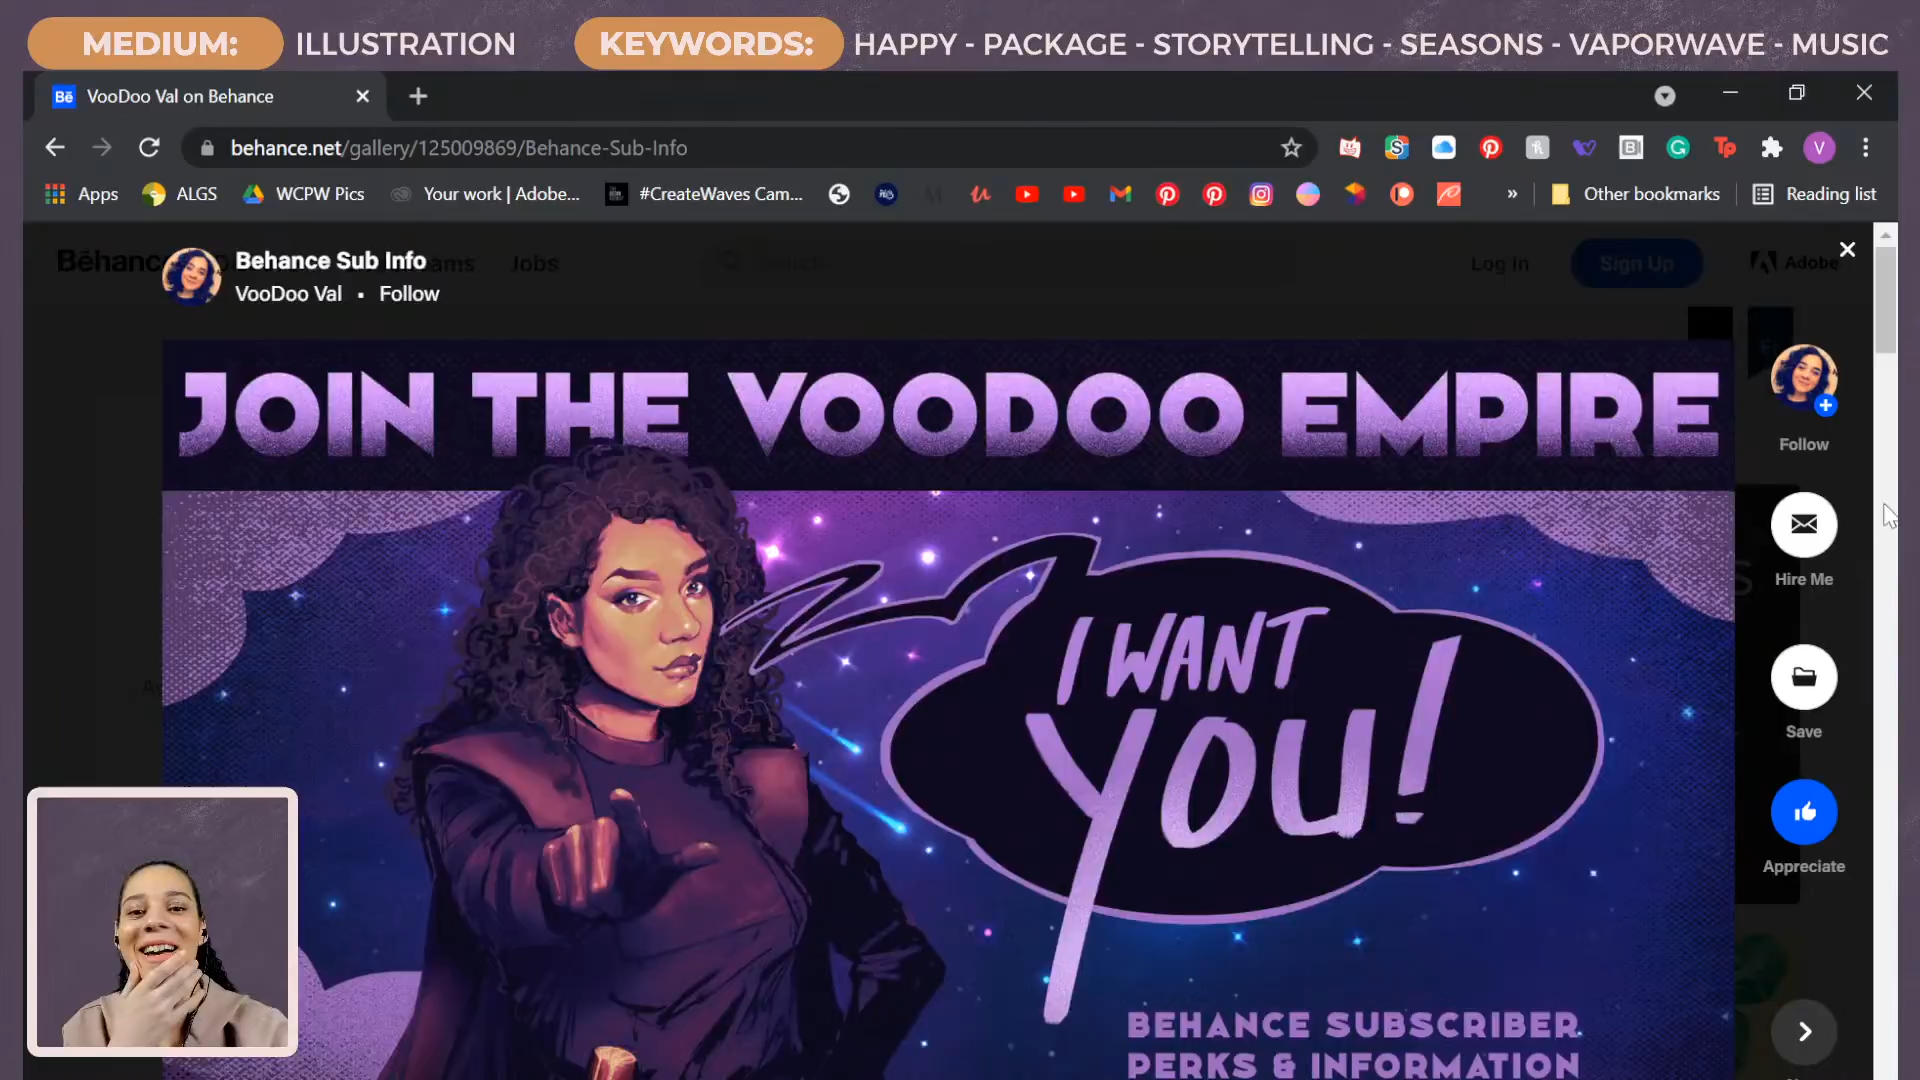 MEDIUM: ILLUSTRATION KEYWORDS: HAPPY - PACKAGE - STORYTELLING - SEASONS - VAPORWAVE - MUSIC
Bē VooDoo Val on Behance
behance.net/gallery/125009869/Behance-Sub-Info
Apps ALGS WCPW Pics Your work | Adobe... #CreateWaves Cam... » Other bookmarks Reading list
Behance Sub Info
VooDoo Val • Follow
Jobs
Log In
Sign Up
Adobe
JOIN THE VOODOO EMPIRE
Follow
I WANT
YOU!
Hire Me
Save
Appreciate
BEHANCE SUBSCRIBER
PERKS & INFORMATION